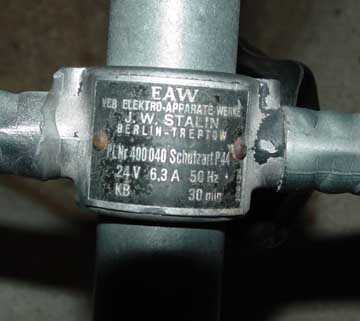 EAW
VEB ELEKTRO-APPARATE-WERKE
J. W. STALIN
BERLIN-TREPTOW
400040 Schutzart P44
24 V 6,3 A 50 Hz
KB 30 min